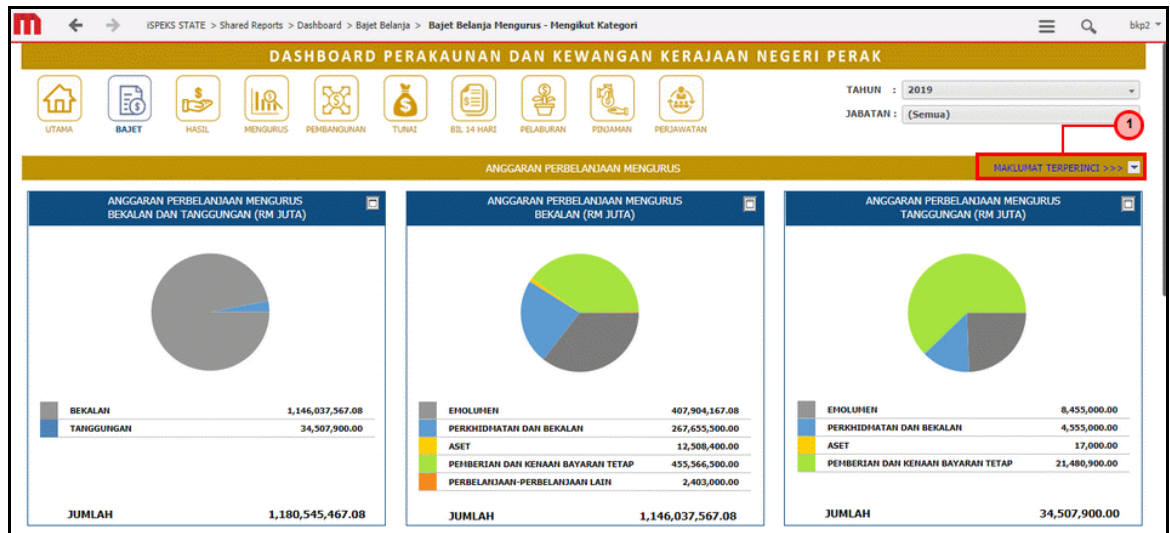 iSPEKS STATE > Shared Reports > Dashboard > Bajet Belanja > Bajet Belanja Mengurus - Mengikut Kategori
bkp2
DASHBOARD PERAKAUNAN DAN KEWANGAN KERAJAAN NEGERI PERAK
UTAMA BAJET HASIL MENGURUS PEMBANGUNAN TUNAI BIL 14 HARI PELABURAN PINJAMAN PERJAWATAN
TAHUN : 2019
JABATAN : (Semua)
1
ANGGARAN PERBELANJAAN MENGURUS
MAKLUMAT TERPERINCI >>>
ANGGARAN PERBELANJAAN MENGURUS
BEKALAN DAN TANGGUNGAN (RM JUTA)
BEKALAN 1,146,037,567.08
TANGGUNGAN 34,507,900.00
JUMLAH 1,180,545,467.08
ANGGARAN PERBELANJAAN MENGURUS
BEKALAN (RM JUTA)
EMOLUMEN 407,904,167.08
PERKHIDMATAN DAN BEKALAN 267,655,500.00
ASET 12,508,400.00
PEMBERIAN DAN KENAAN BAYARAN TETAP 455,566,500.00
PERBELANJAAN-PERBELANJAAN LAIN 2,403,000.00
JUMLAH 1,146,037,567.08
ANGGARAN PERBELANJAAN MENGURUS
TANGGUNGAN (RM JUTA)
EMOLUMEN 8,455,000.00
PERKHIDMATAN DAN BEKALAN 4,555,000.00
ASET 17,000.00
PEMBERIAN DAN KENAAN BAYARAN TETAP 21,480,900.00
JUMLAH 34,507,900.00